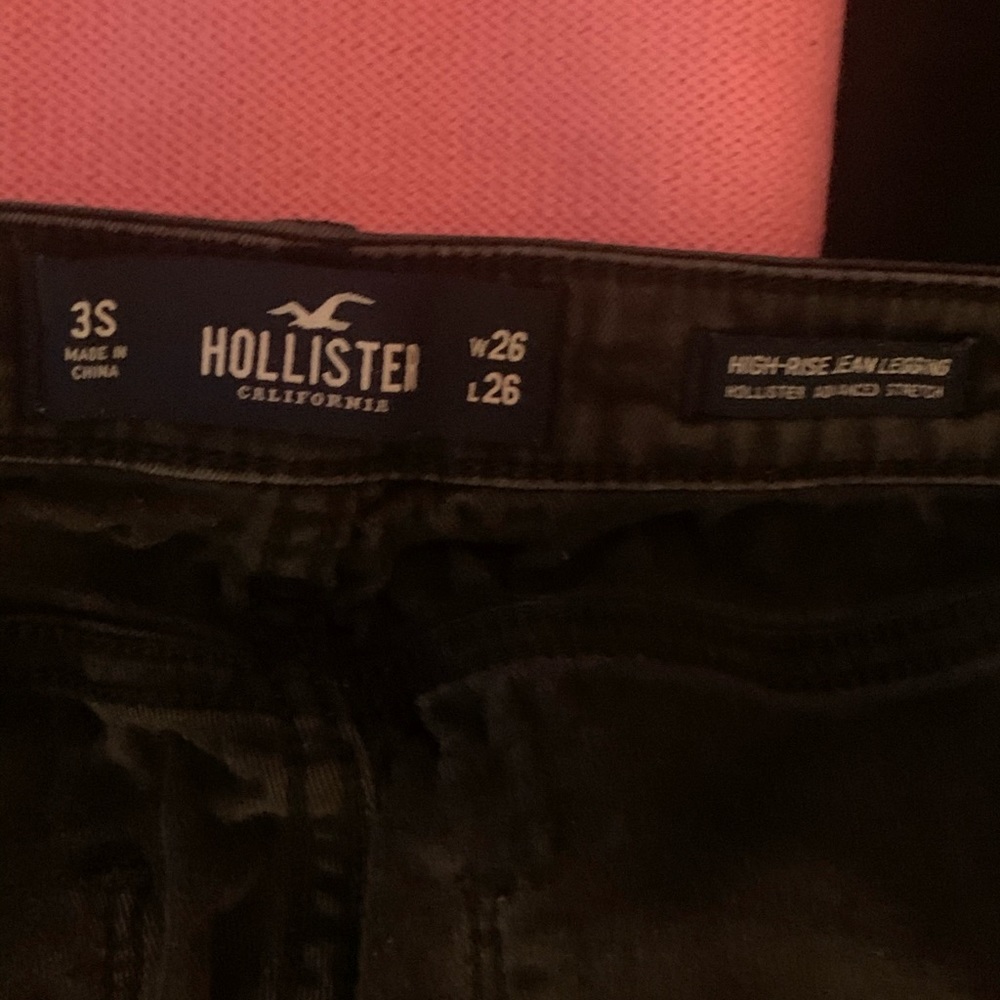 3S
MADE IN
CHINA
HOLLISTER
CALIFORNIA
W26
L26
HIGH-RISE JEAN LEGGING
HOLLISTER ADVANCED STRETCH